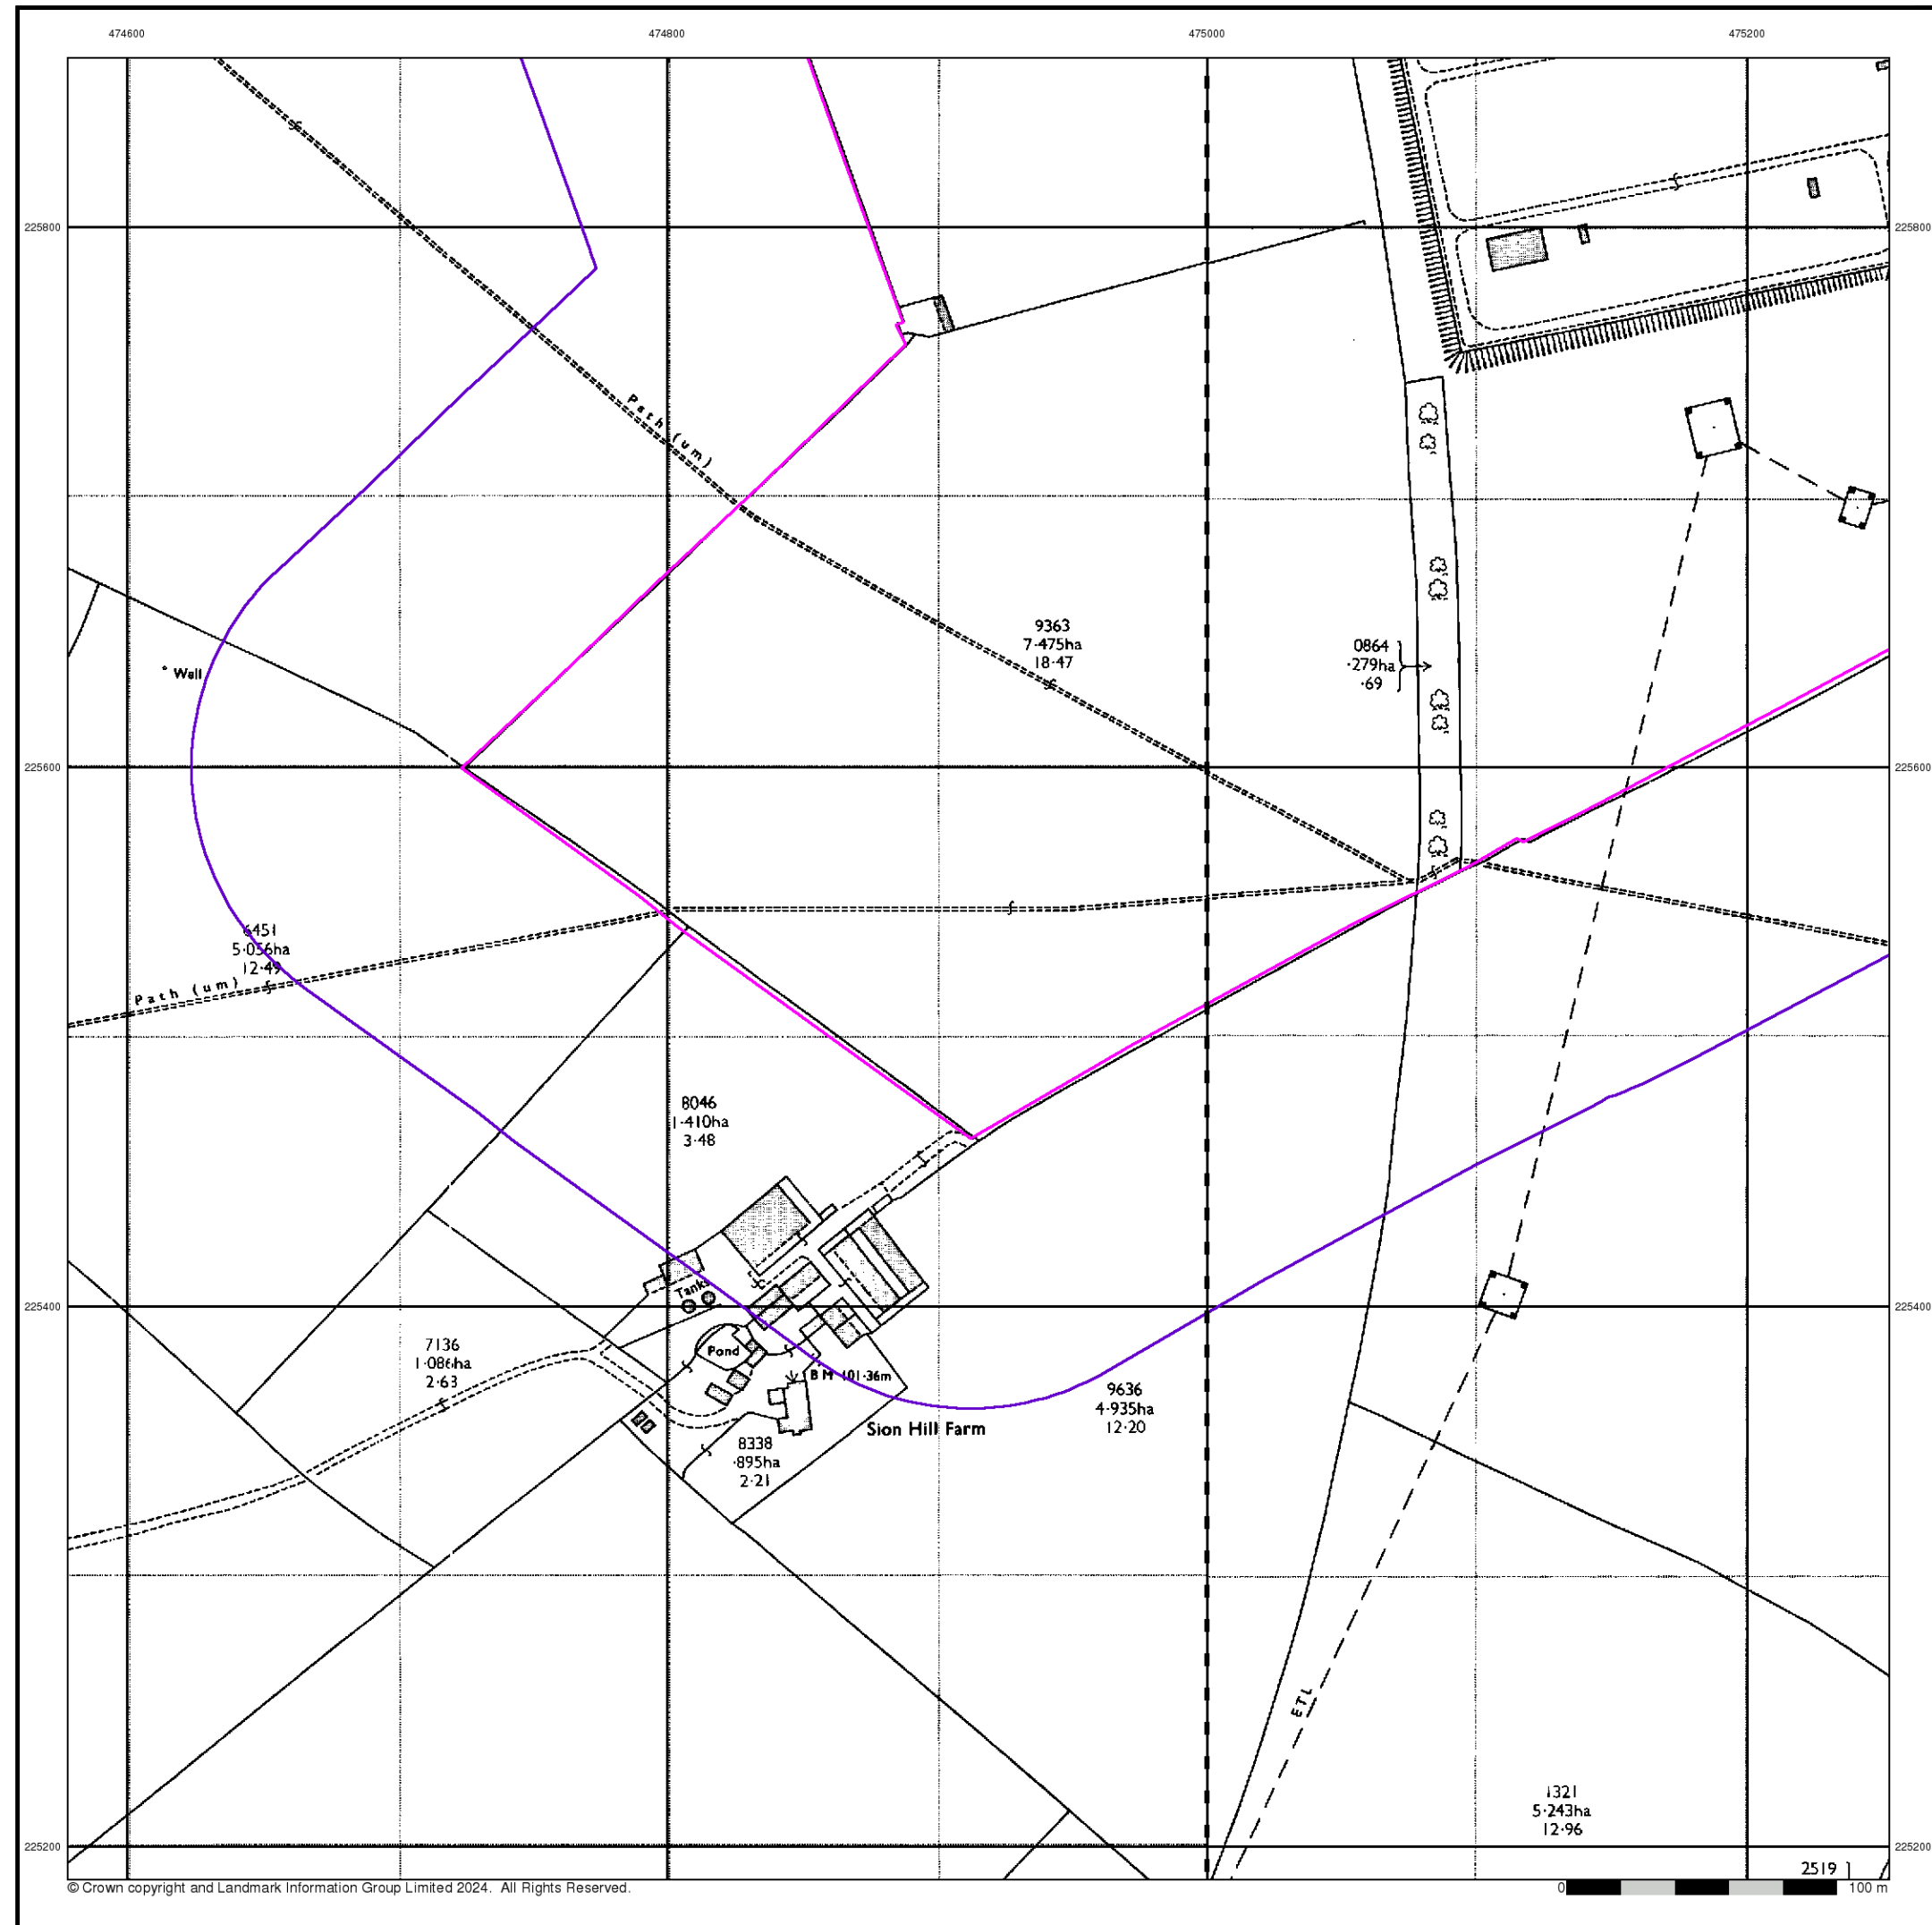 474600 474800 475000 475200
225800 225800
Path (um)
9363
7·475ha
18·47
0864
·279ha
·69
Well
225600 225600
6451
5·056ha
12·49
Path (um)
8046
1·410ha
3·48
Tanks
225400 225400
Pond
7136
1·086ha
2·63
BM 101·36m
9636
4·935ha
12·20
Sion Hill Farm
8338
·895ha
2·21
ETL
1321
5·243ha
12·96
225200 225200
2519
© Crown copyright and Landmark Information Group Limited 2024. All Rights Reserved.
0 100 m